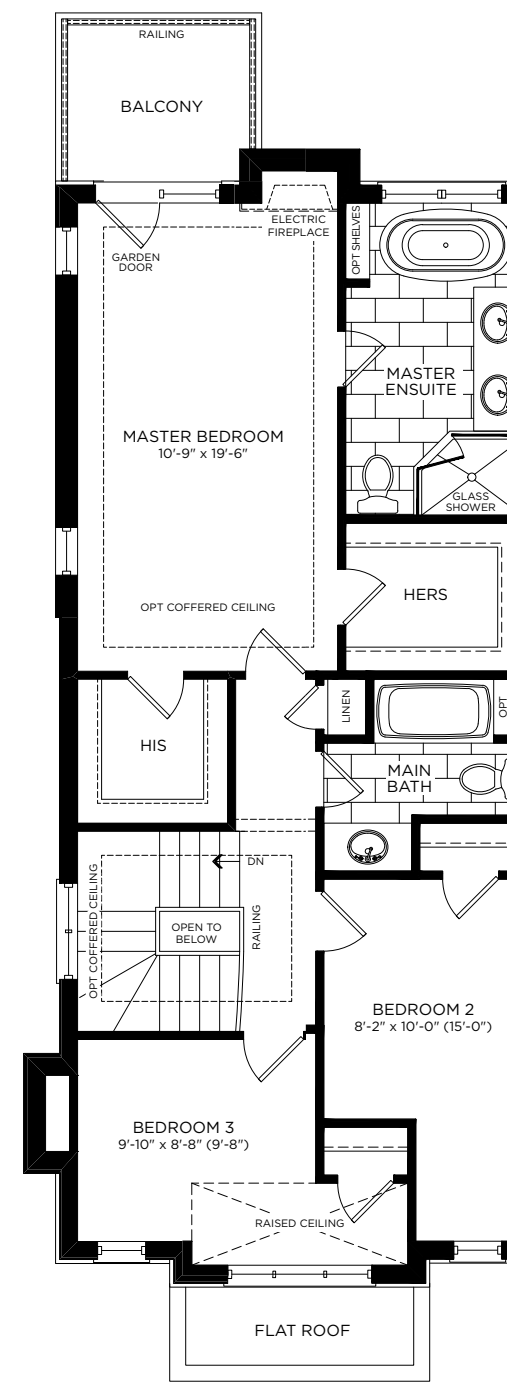 RAILING
BALCONY
ELECTRIC
FIREPLACE
OPT SHELVES
GARDEN
DOOR
MASTER
ENSUITE
MASTER BEDROOM
10'-9" x 19'-6"
GLASS
SHOWER
HERS
OPT COFFERED CEILING
LINEN
OPT
HIS
MAIN
BATH
DN
OPT COFFERED CEILING
OPEN TO
BELOW
RAILING
BEDROOM 2
8'-2" x 10'-0" (15'-0")
BEDROOM 3
9'-10" x 8'-8" (9'-8")
RAISED CEILING
FLAT ROOF